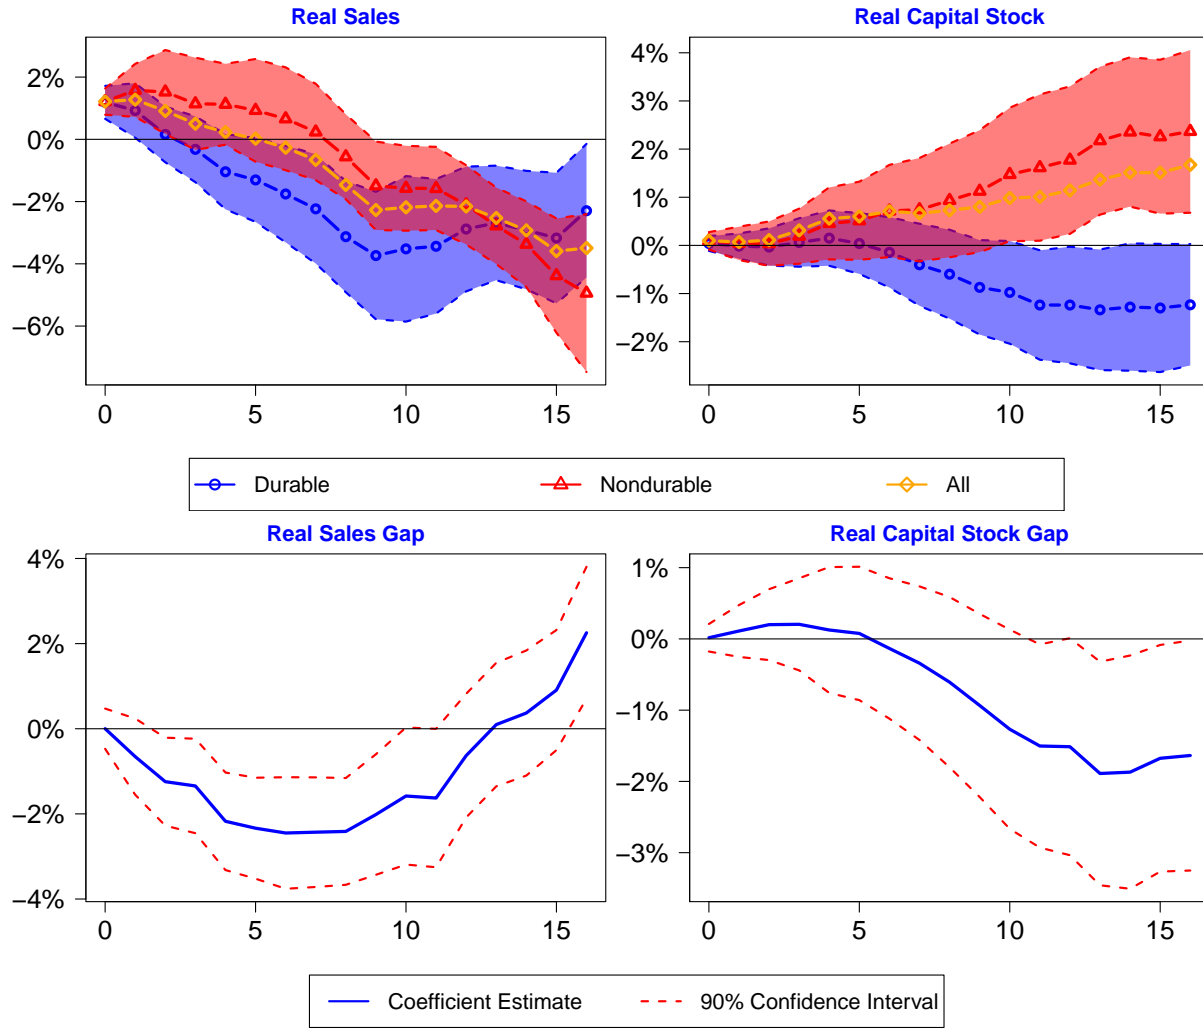 Real Sales
Real Capital Stock
2%
0%
−2%
−4%
−6%
0 5 10 15
4%
3%
2%
1%
0%
−1%
−2%
0 5 10 15
Durable Nondurable All
Real Sales Gap
Real Capital Stock Gap
4%
2%
0%
−2%
−4%
0 5 10 15
1%
0%
−1%
−2%
−3%
0 5 10 15
Coefficient Estimate 90% Confidence Interval